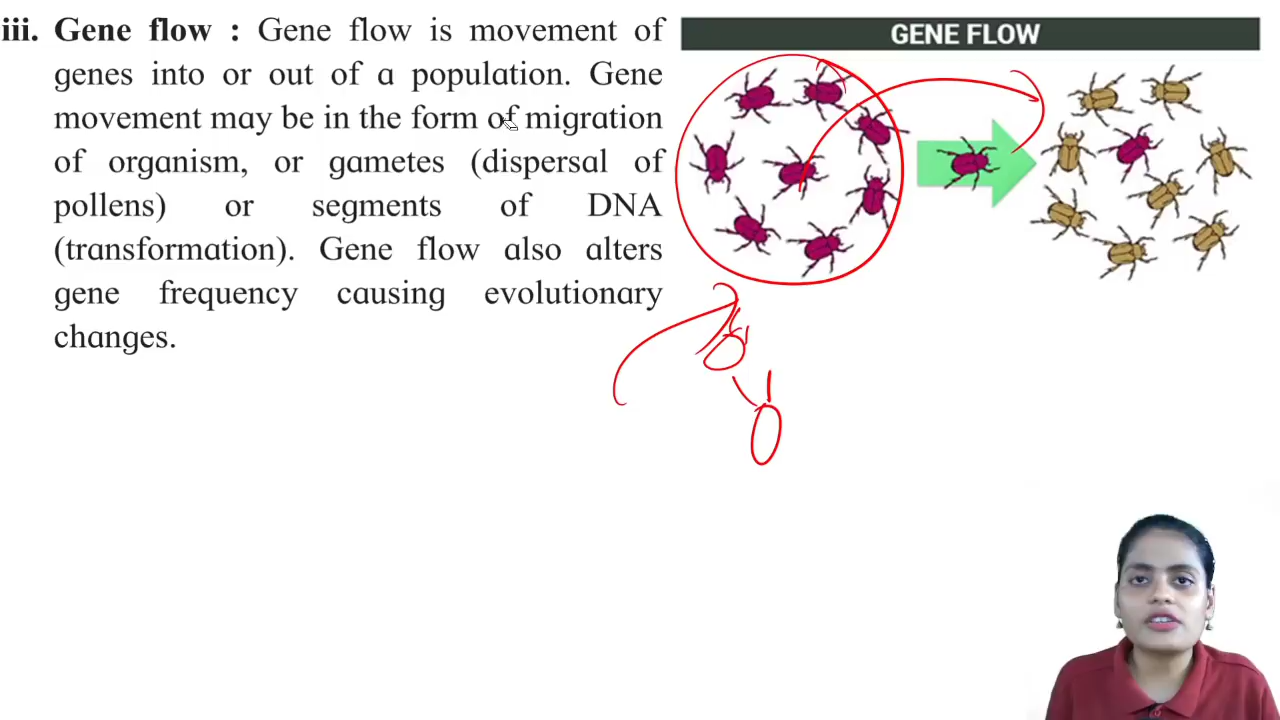 iii. Gene flow : Gene flow is movement of
genes into or out of a population. Gene
movement may be in the form of migration
of organism, or gametes (dispersal of
pollens) or segments of DNA
(transformation). Gene flow also alters
gene frequency causing evolutionary
changes.
GENE FLOW